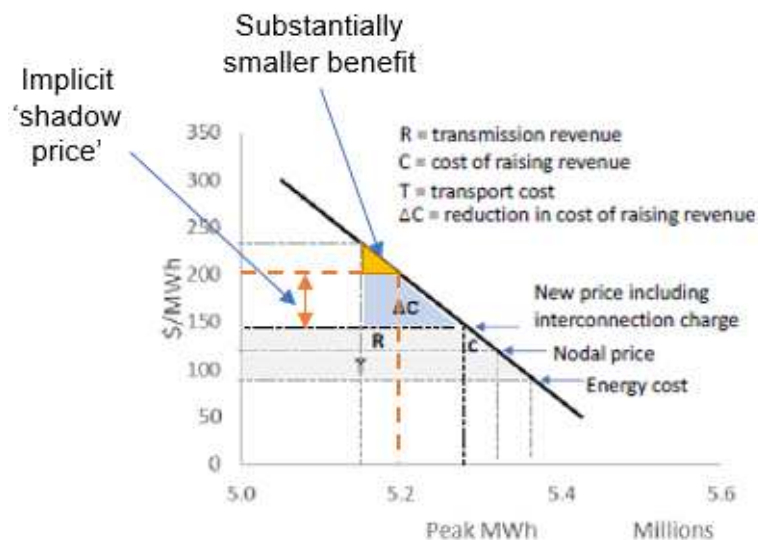 Substantially
smaller benefit
Implicit
‘shadow
price’
350
300
250
200
150
100
50
0
$/MWh
R = transmission revenue
C = cost of raising revenue
T = transport cost
ΔC = reduction in cost of raising revenue
ΔC
R
C
T
New price including
interconnection charge
Nodal price
Energy cost
5.0
5.2
5.4
5.6
Peak MWh
Millions